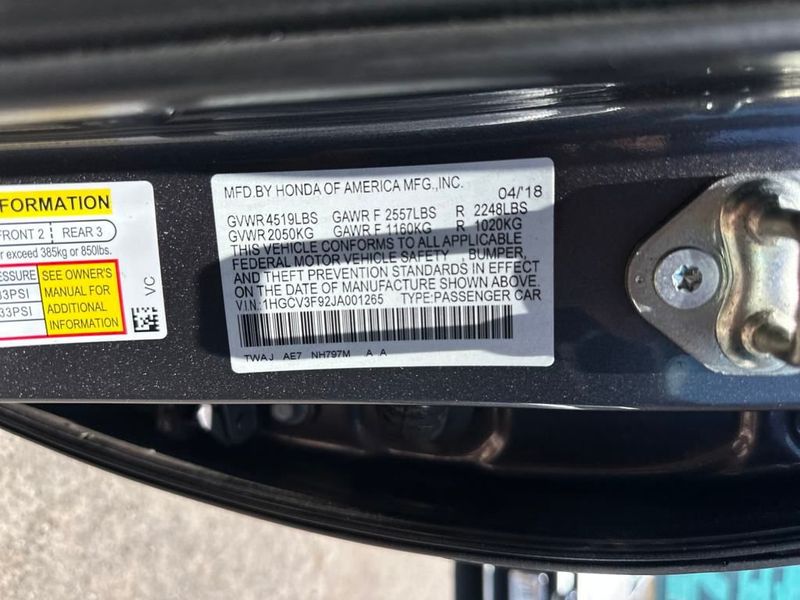 FORMATION
FRONT 2 REAR 3
r exceed 385kg or 850lbs.
ESSURE SEE OWNER'S
33PSI MANUAL FOR
33PSI ADDITIONAL
INFORMATION
VC
MFD.BY HONDA OF AMERICA MFG.,INC. 04/'18
GVWR 4519LBS GAWR F 2557LBS R 2248LBS
GVWR 2050KG GAWR F 1160KG R 1020KG
THIS VEHICLE CONFORMS TO ALL APPLICABLE
FEDERAL MOTOR VEHICLE SAFETY , BUMPER,
AND THEFT PREVENTION STANDARDS IN EFFECT
ON THE DATE OF MANUFACTURE SHOWN ABOVE.
V.I.N.:1HGCV3F92JA001265 TYPE:PASSENGER CAR
TWAJ AE7 NH797M A A